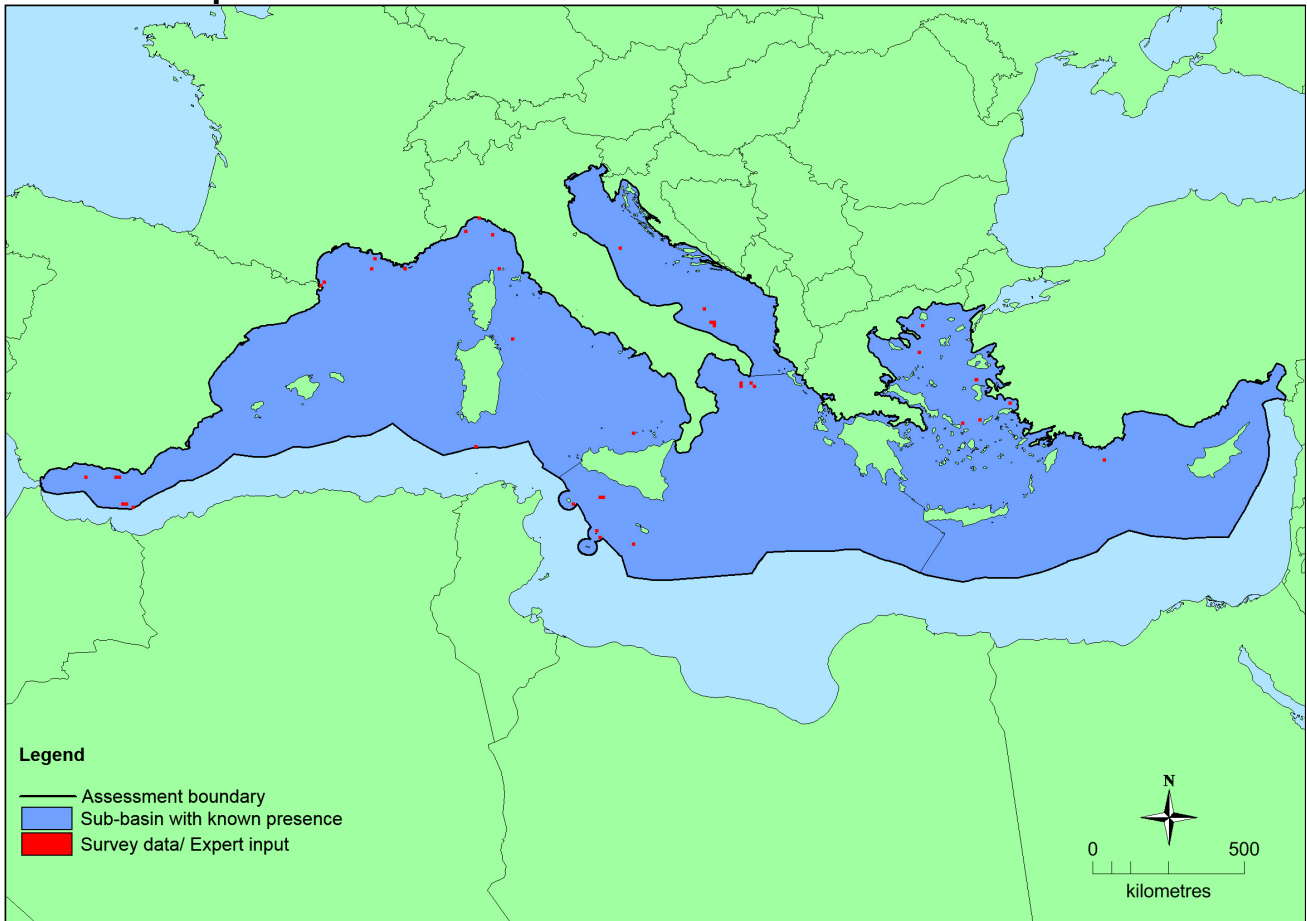 Legend
Assessment boundary
Sub-basin with known presence
Survey data/ Expert input
N
0 500
kilometres